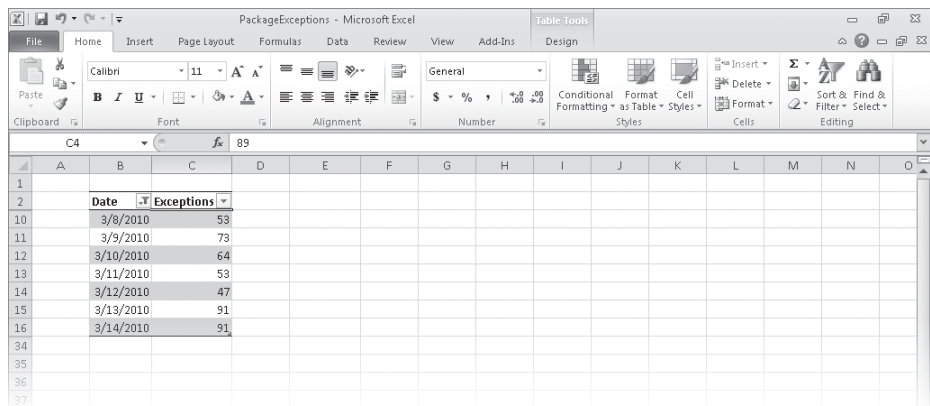 PackageExceptions - Microsoft Excel
Table Tools
File Home Insert Page Layout Formulas Data Review View Add-Ins Design
Paste
Calibri 11 A A
B I U A
General
$ % , .0 .00 .00 .0
Conditional Formatting
Format as Table
Cell Styles
Insert
Delete
Format
Σ
Sort & Filter
Find & Select
Clipboard Font Alignment Number Styles Cells Editing
C4 fx 89
A B C D E F G H I J K L M N O
1
2 Date Exceptions
10 3/8/2010 53
11 3/9/2010 73
12 3/10/2010 64
13 3/11/2010 53
14 3/12/2010 47
15 3/13/2010 91
16 3/14/2010 91
34
35
36
37